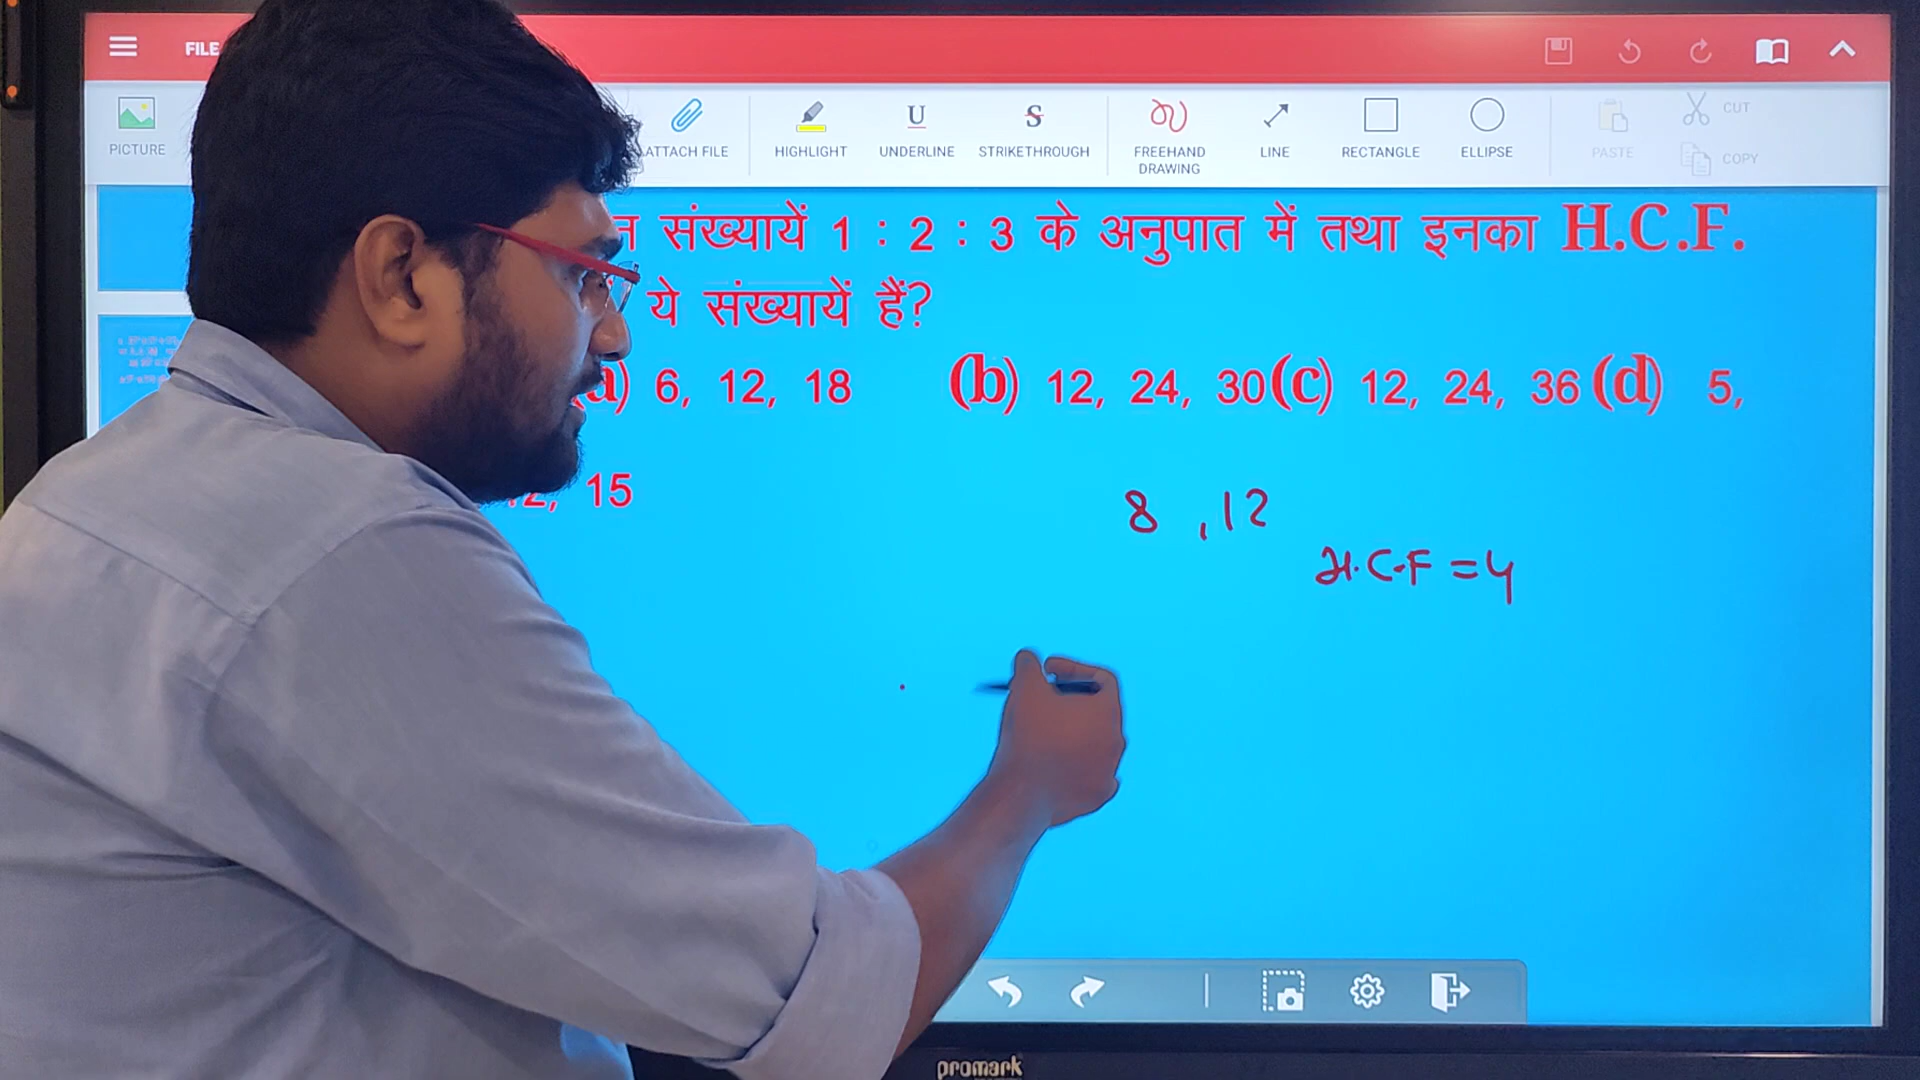 FILE
PICTURE
ATTACH FILE
HIGHLIGHT
U
UNDERLINE
S
STRIKETHROUGH
FREEHAND
DRAWING
LINE
RECTANGLE
ELLIPSE
PASTE
CUT
COPY
संख्यायें 1 : 2 : 3 के अनुपात में तथा इनका H.C.F.
ये संख्यायें हैं?
(a) 6, 12, 18 (b) 12, 24, 30 (c) 12, 24, 36 (d) 5,
12, 15
8 , 12
H.C.F = 4
promark